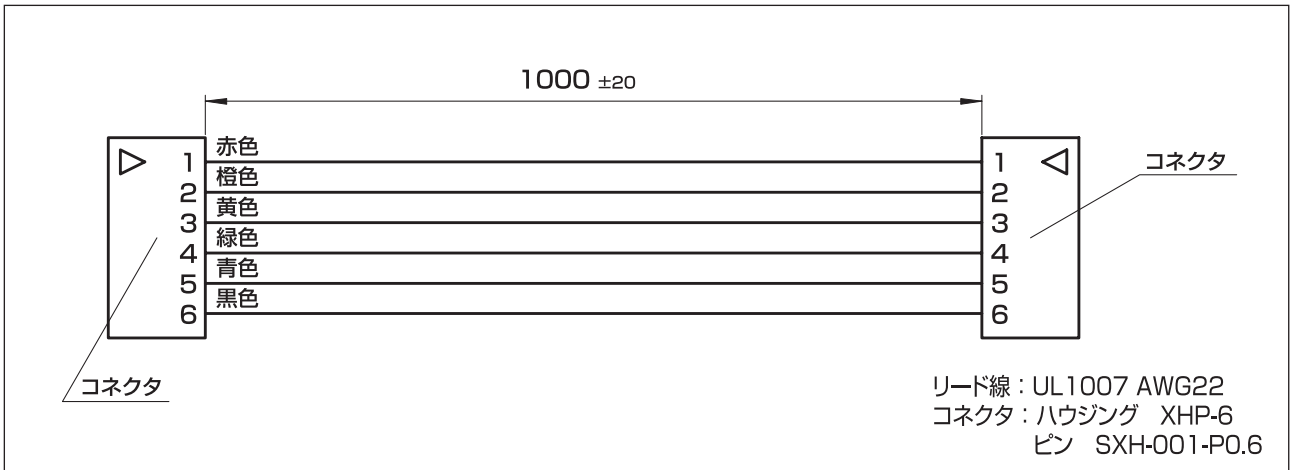 1000 ±20
赤色
1 1
橙色
2 2
黄色
3 3
緑色
4 4
青色
5 5
黒色
6 6
コネクタ
コネクタ
リード線：UL1007 AWG22
コネクタ：ハウジング XHP-6
ピン SXH-001-P0.6